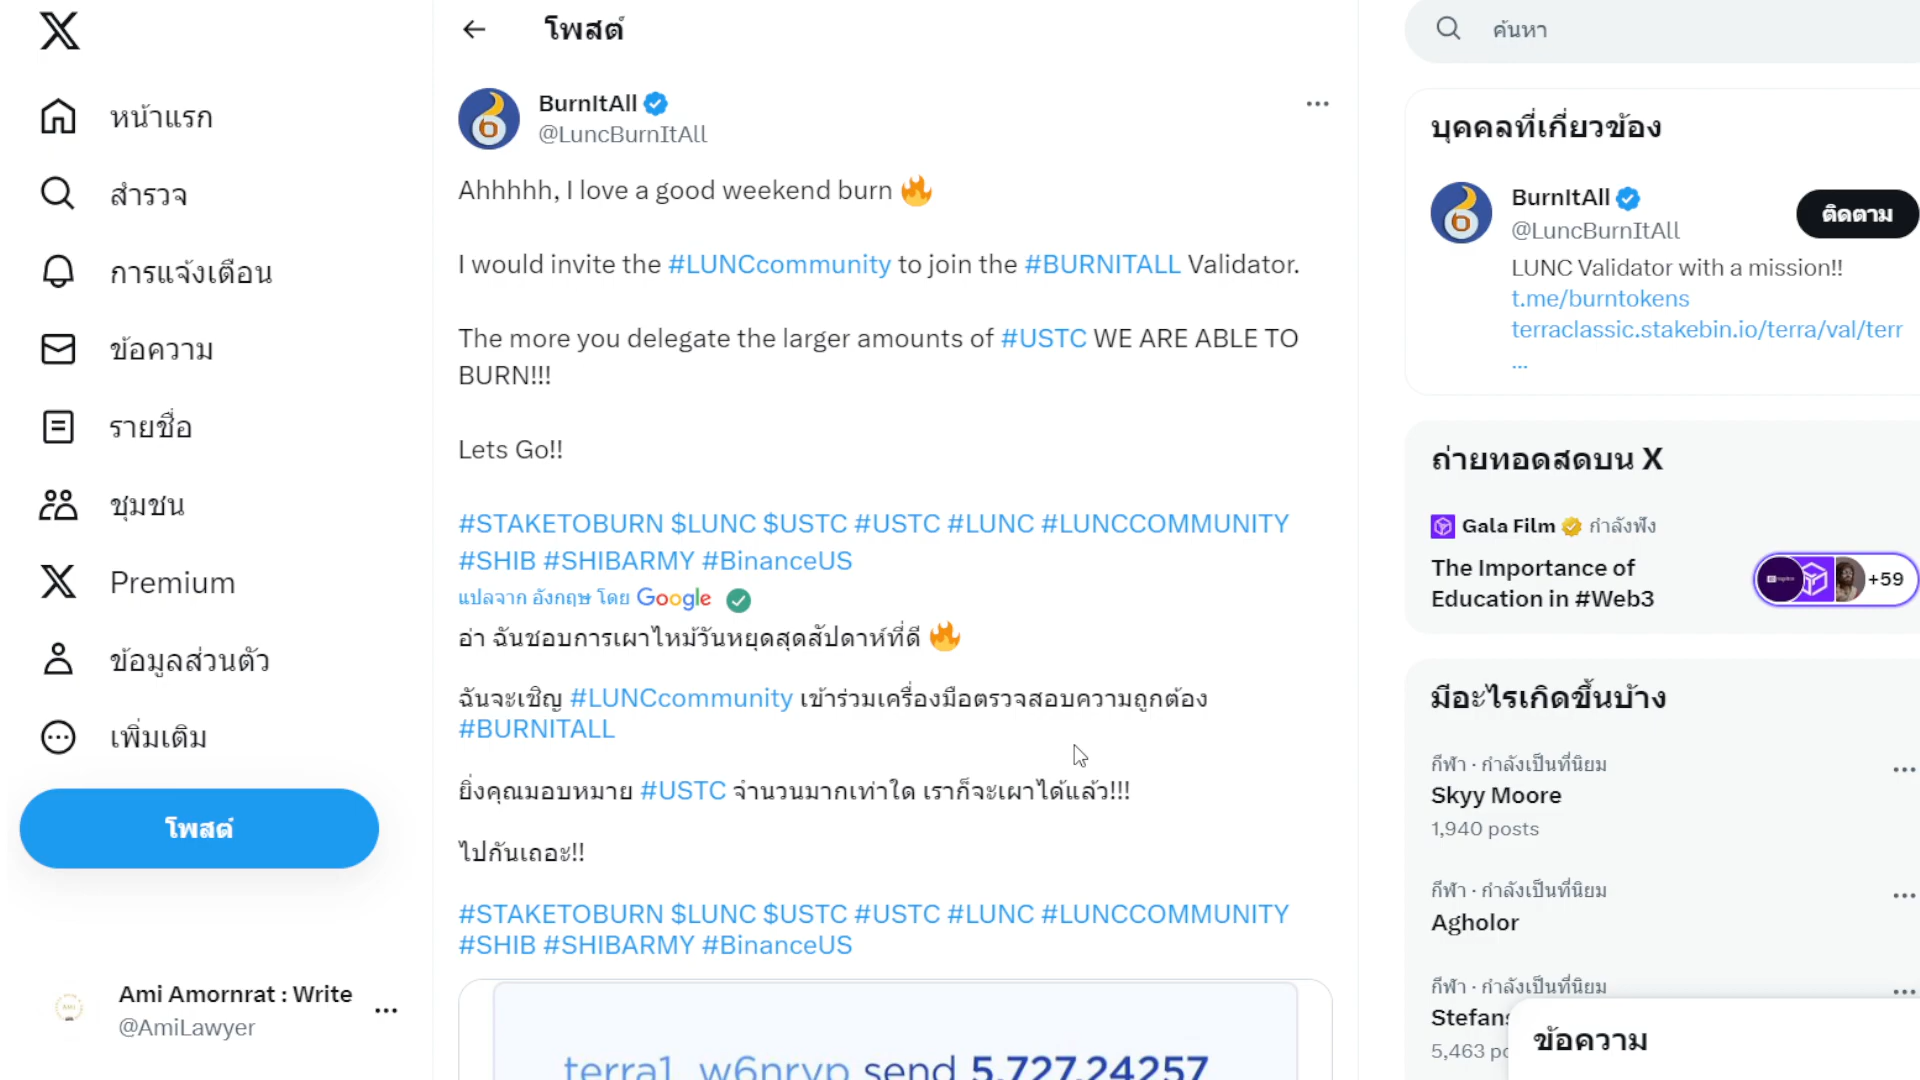 หน้าแรก
สำรวจ
การแจ้งเตือน
ข้อความ
รายชื่อ
ชุมชน
Premium
ข้อมูลส่วนตัว
เพิ่มเติม
โพสต์
Ami Amornrat : Write
@AmiLawyer
โพสต์
BurnItAll
@LuncBurnItAll
Ahhhhh, I love a good weekend burn 🔥
I would invite the #LUNCcommunity to join the #BURNITALL Validator.
The more you delegate the larger amounts of #USTC WE ARE ABLE TO
BURN!!!
Lets Go!!
#STAKETOBURN $LUNC $USTC #USTC #LUNC #LUNCCOMMUNITY
#SHIB #SHIBARMY #BinanceUS
แปลจาก อังกฤษ โดย Google
อ่า ฉันชอบการเผาไหม้วันหยุดสุดสัปดาห์ที่ดี 🔥
ฉันจะเชิญ #LUNCcommunity เข้าร่วมเครื่องมือตรวจสอบความถูกต้อง
#BURNITALL
ยิ่งคุณมอบหมาย #USTC จำนวนมากเท่าใด เราก็จะเผาได้แล้ว!!!
ไปกันเถอะ!!
#STAKETOBURN $LUNC $USTC #USTC #LUNC #LUNCCOMMUNITY
#SHIB #SHIBARMY #BinanceUS
terra1...w6nryp send 5,727.24257
ค้นหา
บุคคลที่เกี่ยวข้อง
BurnItAll
@LuncBurnItAll
ติดตาม
LUNC Validator with a mission!!
t.me/burntokens
terraclassic.stakebin.io/terra/val/terr
...
ถ่ายทอดสดบน X
Gala Film กำลังฟัง
The Importance of
Education in #Web3
+59
มีอะไรเกิดขึ้นบ้าง
กีฬา · กำลังเป็นที่นิยม
Skyy Moore
1,940 posts
กีฬา · กำลังเป็นที่นิยม
Agholor
กีฬา · กำลังเป็นที่นิยม
Stefans
5,463 po
ข้อความ